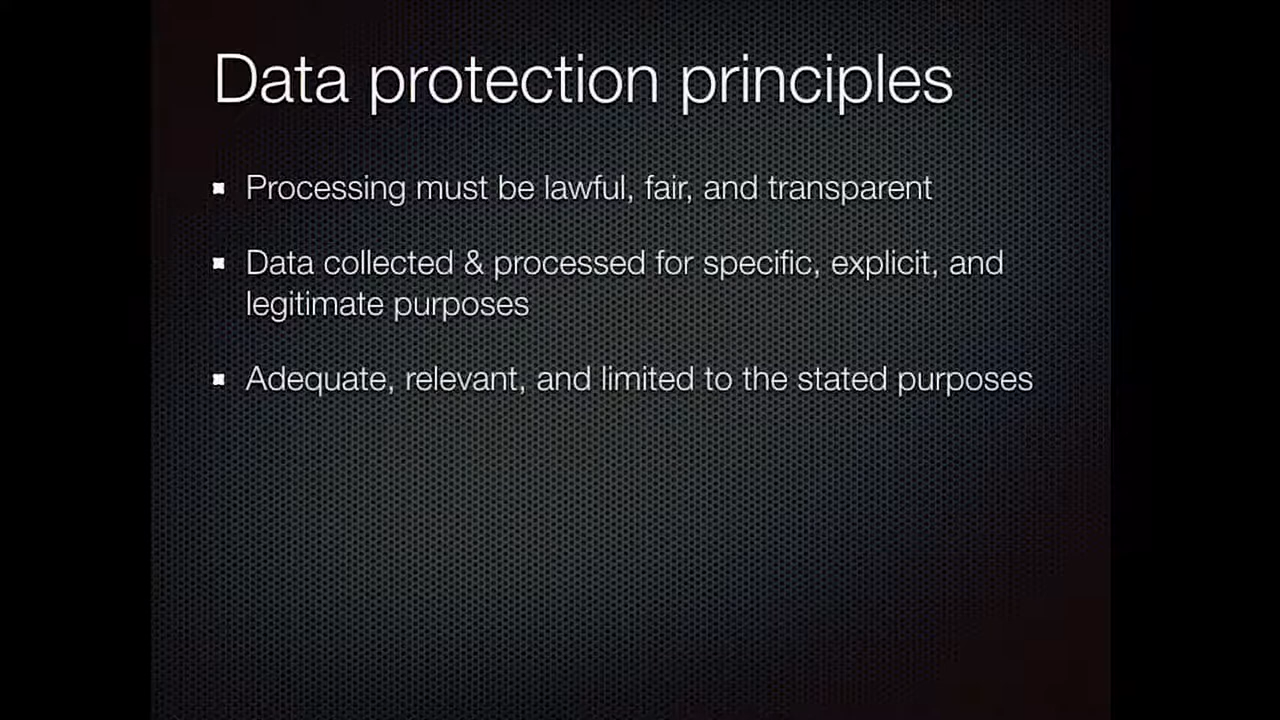 Data protection principles
Processing must be lawful, fair, and transparent
Data collected & processed for specific, explicit, and
legitimate purposes
Adequate, relevant, and limited to the stated purposes